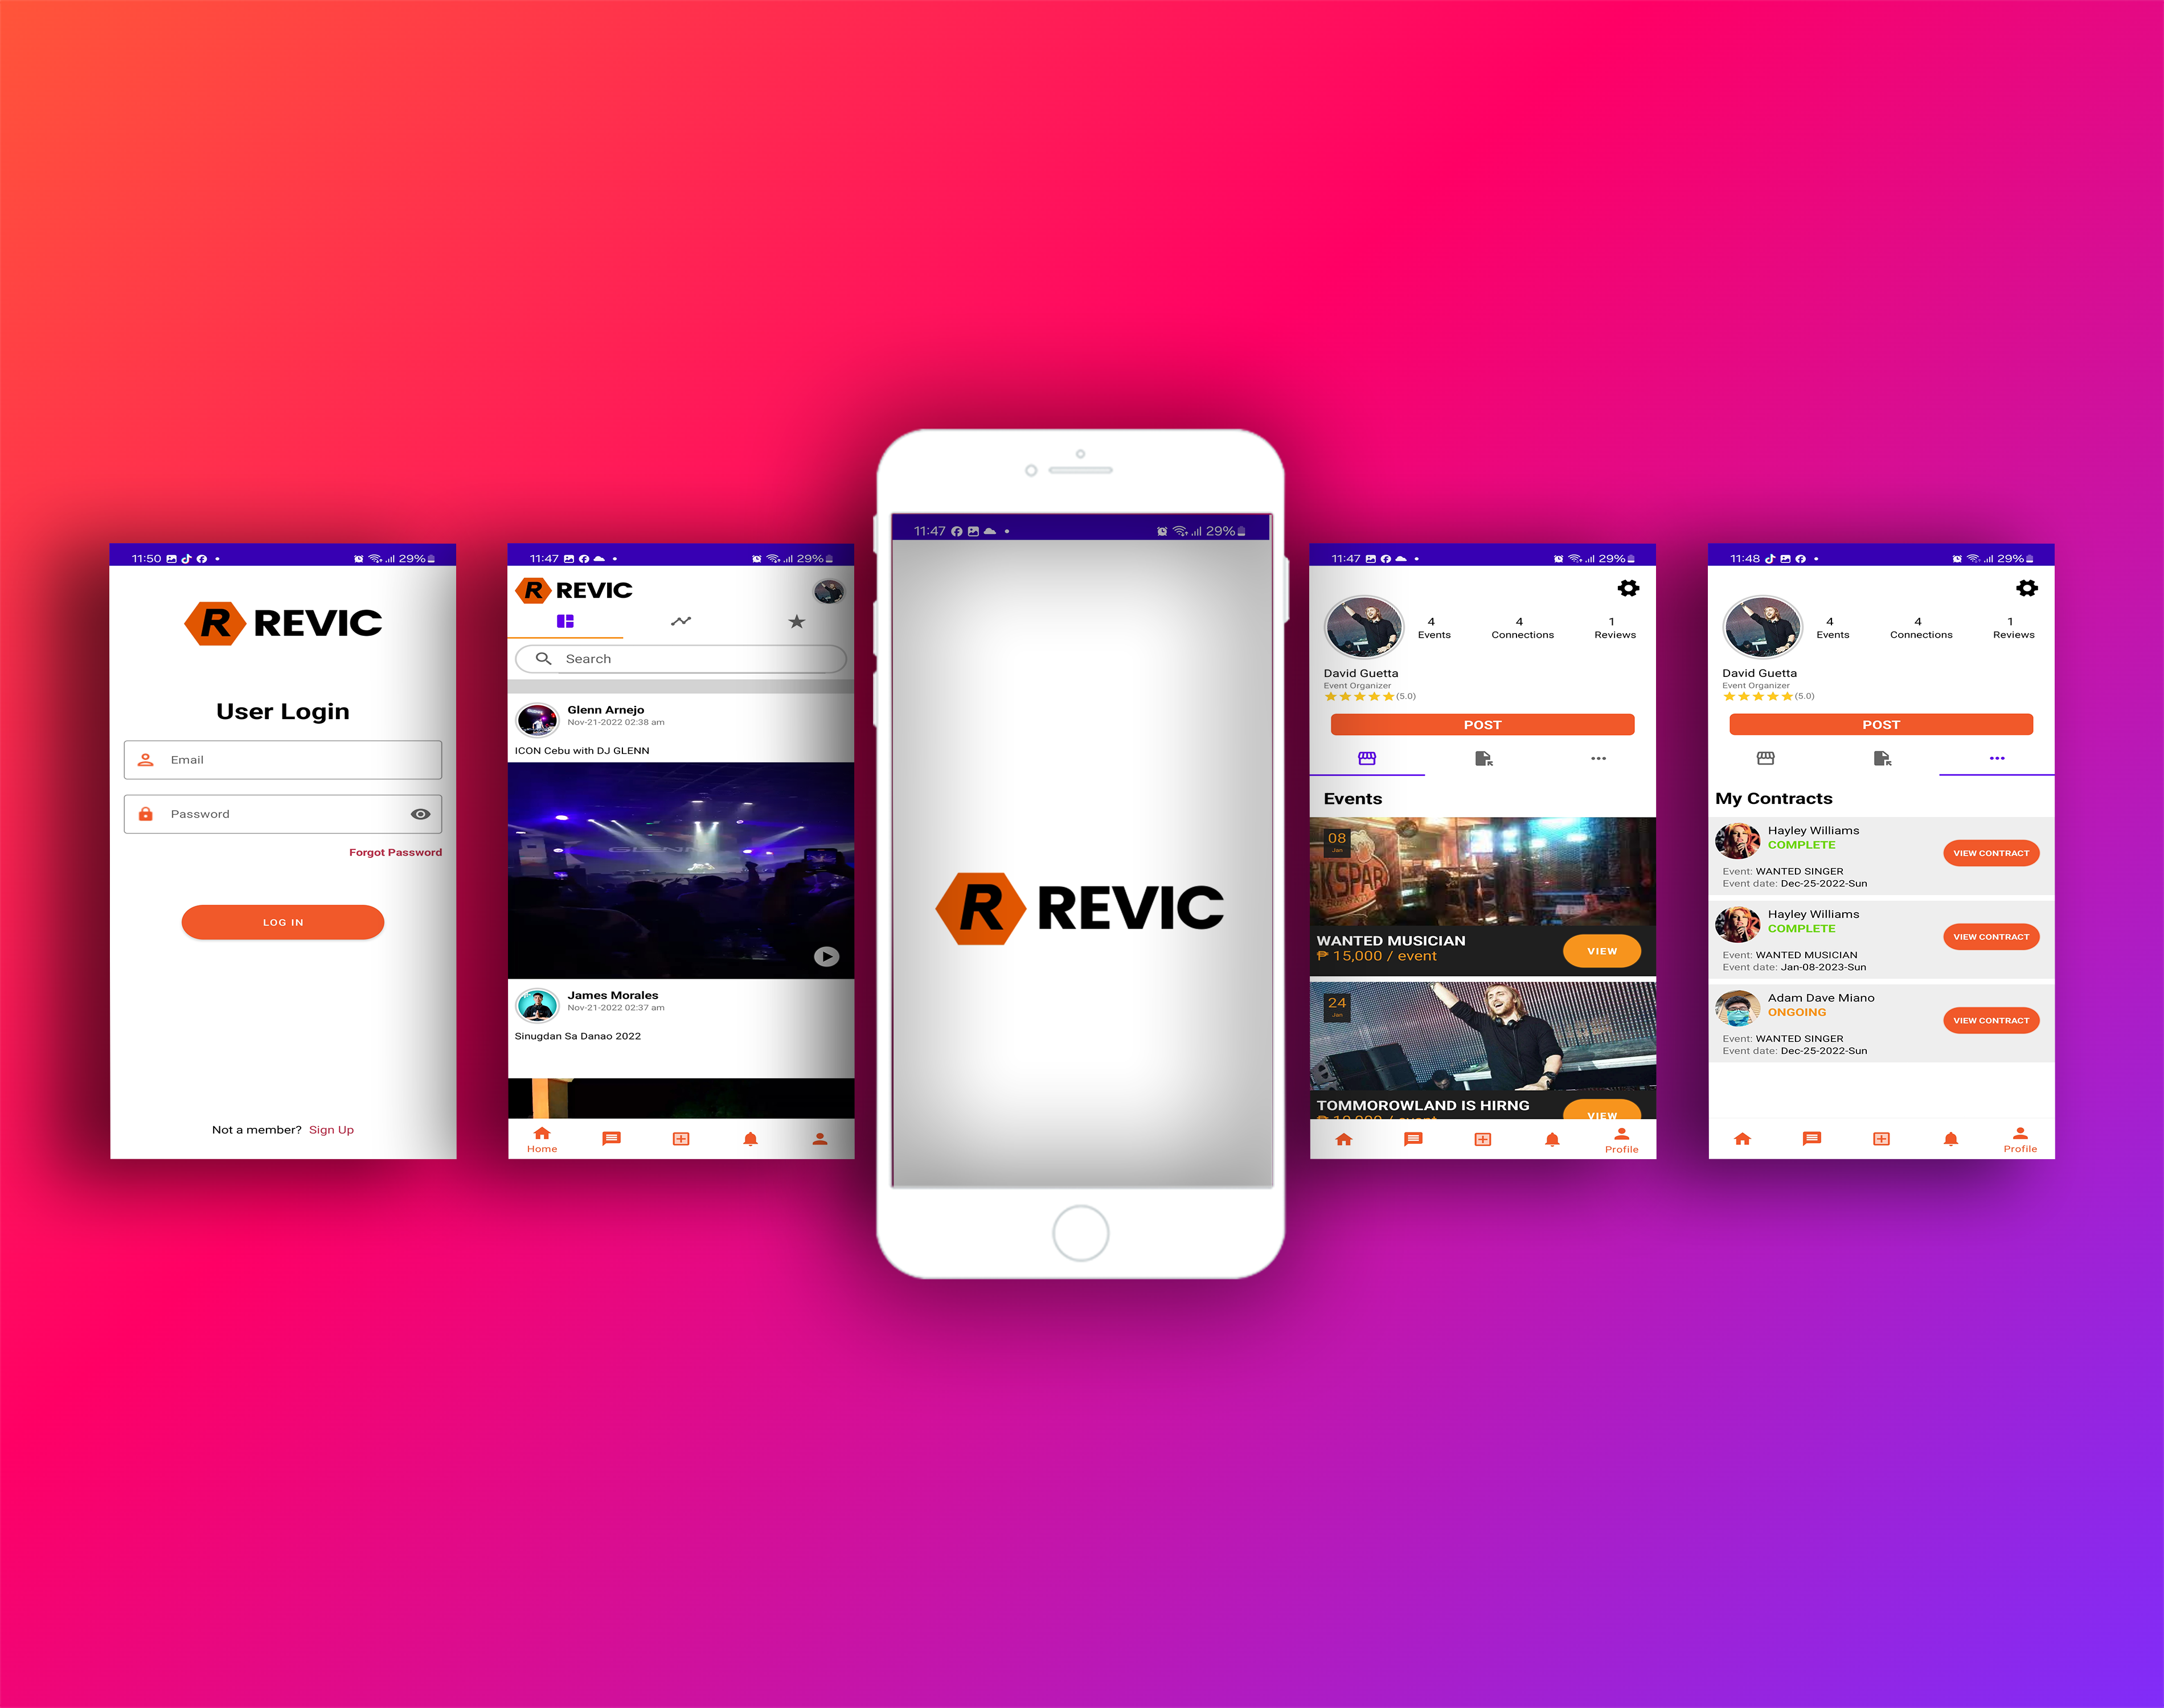 11:50
29%
R REVIC
User Login
Email
Password
Forgot Password
LOG IN
Not a member? Sign Up
11:47
29%
R REVIC
Search
Glenn Arnejo
Nov-21-2022 02:38 am
ICON Cebu with DJ GLENN
GLENN
James Morales
Nov-21-2022 02:37 am
Sinugdan Sa Danao 2022
Home
11:47
29%
R REVIC
11:47
29%
4
4
1
Events
Connections
Reviews
David Guetta
Event Organizer
(5.0)
POST
Events
08
Jan
KSPAR
WANTED MUSICIAN
₱ 15,000 / event
VIEW
24
Jan
TOMMOROWLAND IS HIRNG
VIEW
Profile
11:48
29%
4
4
1
Events
Connections
Reviews
David Guetta
Event Organizer
(5.0)
POST
My Contracts
Hayley Williams
COMPLETE
VIEW CONTRACT
Event: WANTED SINGER
Event date: Dec-25-2022-Sun
Hayley Williams
COMPLETE
VIEW CONTRACT
Event: WANTED MUSICIAN
Event date: Jan-08-2023-Sun
Adam Dave Miano
ONGOING
VIEW CONTRACT
Event: WANTED SINGER
Event date: Dec-25-2022-Sun
Profile